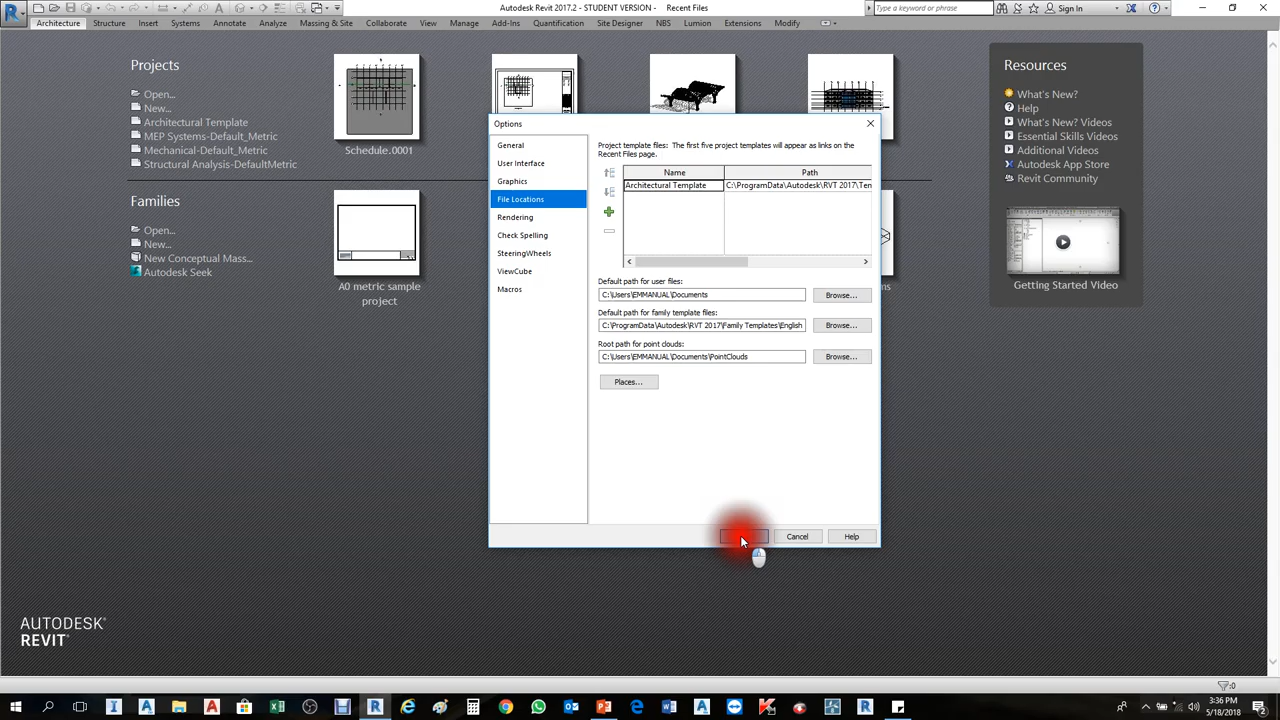 Autodesk Revit 2017.2 - STUDENT VERSION - Recent Files
Type a keyword or phrase
Sign In
Architecture Structure Insert Systems Annotate Analyze Massing & Site Collaborate View Manage Add-Ins Quantification Site Designer NBS Lumion Extensions Modify
Projects
Open...
New...
Architectural Template
MEP Systems-Default_Metric
Mechanical-Default_Metric
Structural Analysis-DefaultMetric
Schedule.0001
Families
Open...
New...
New Conceptual Mass...
Autodesk Seek
A0 metric sample
project
ms
Options
General
User Interface
Graphics
File Locations
Rendering
Check Spelling
SteeringWheels
ViewCube
Macros
Project template files: The first five project templates will appear as links on the
Recent Files page.
Name Path
Architectural Template C:\ProgramData\Autodesk\RVT 2017\Tem
Default path for user files:
C:\Users\EMMANUAL\Documents Browse...
Default path for family template files:
C:\ProgramData\Autodesk\RVT 2017\Family Templates\English Browse...
Root path for point clouds:
C:\Users\EMMANUAL\Documents\PointClouds Browse...
Places...
Cancel Help
Resources
What's New?
Help
What's New? Videos
Essential Skills Videos
Additional Videos
Autodesk App Store
Revit Community
Getting Started Video
AUTODESK®
REVIT®
:0
3:36 PM
5/18/2018